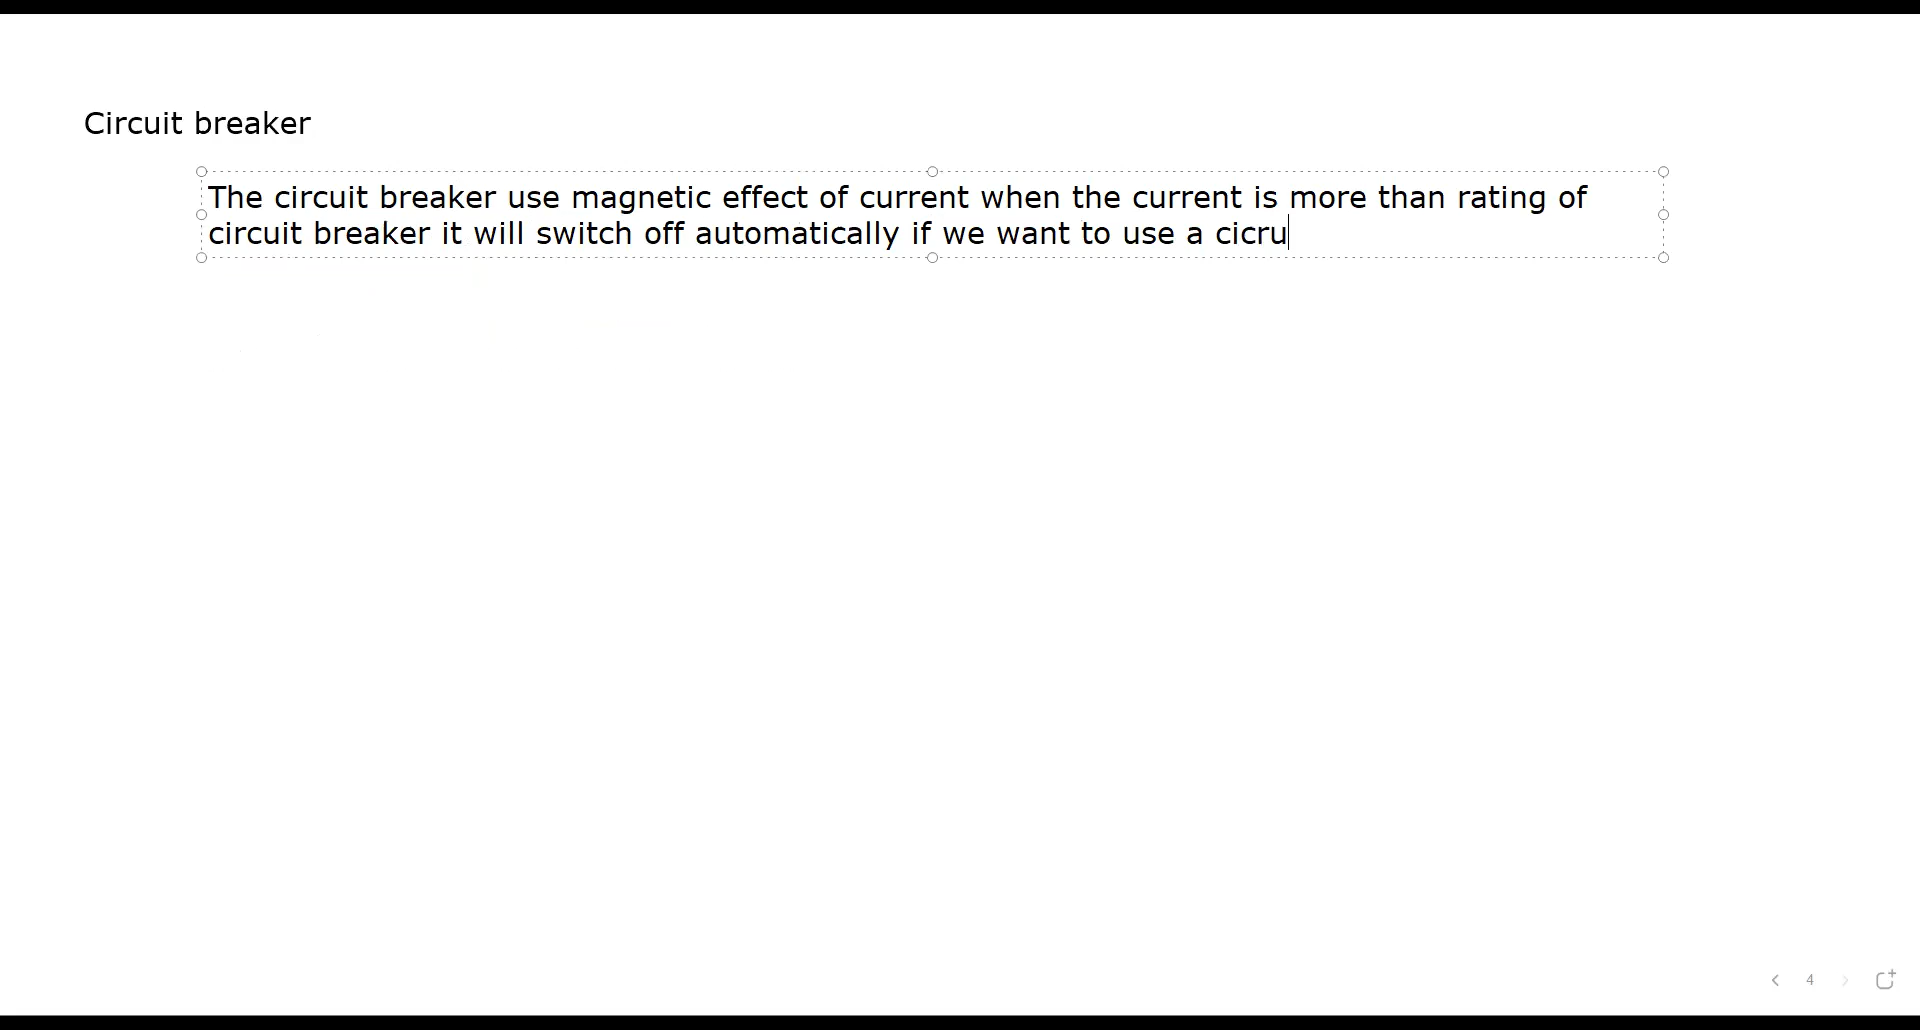 Circuit breaker
The circuit breaker use magnetic effect of current when the current is more than rating of
circuit breaker it will switch off automatically if we want to use a cicru
4